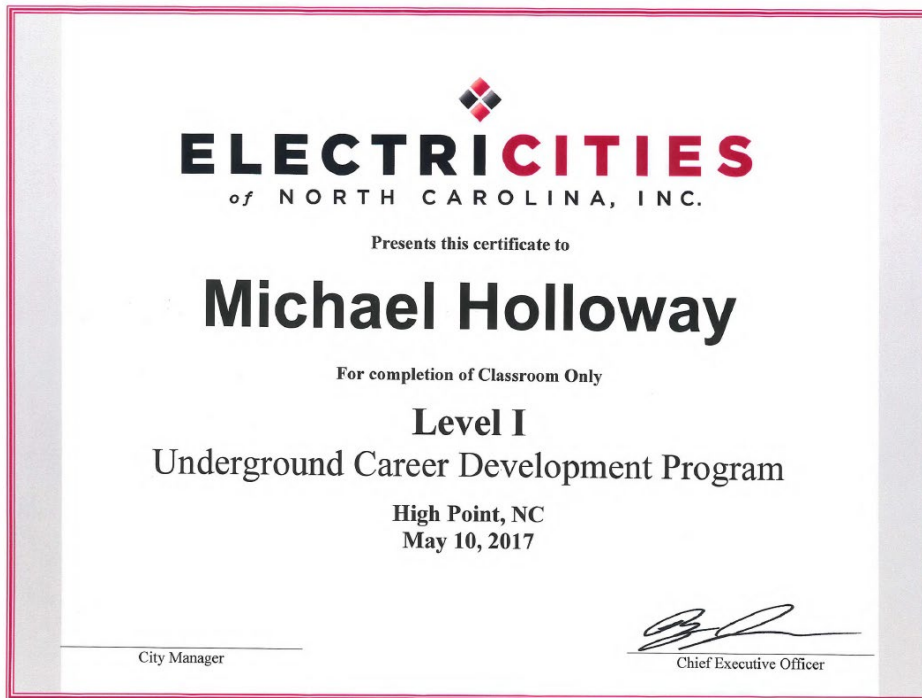 ELECTRICITIES
of NORTH CAROLINA, INC.
Presents this certificate to
Michael Holloway
For completion of Classroom Only
Level I
Underground Career Development Program
High Point, NC
May 10, 2017
City Manager
Chief Executive Officer